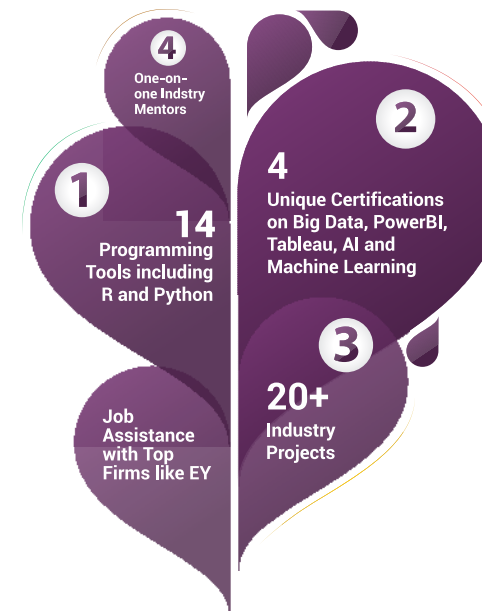 4
One-on-
one Indstry
Mentors
1
14
Programming
Tools including
R and Python
2
4
Unique Certifications
on Big Data, PowerBI,
Tableau, AI and
Machine Learning
3
20+
Industry
Projects
Job
Assistance
with Top
Firms like EY